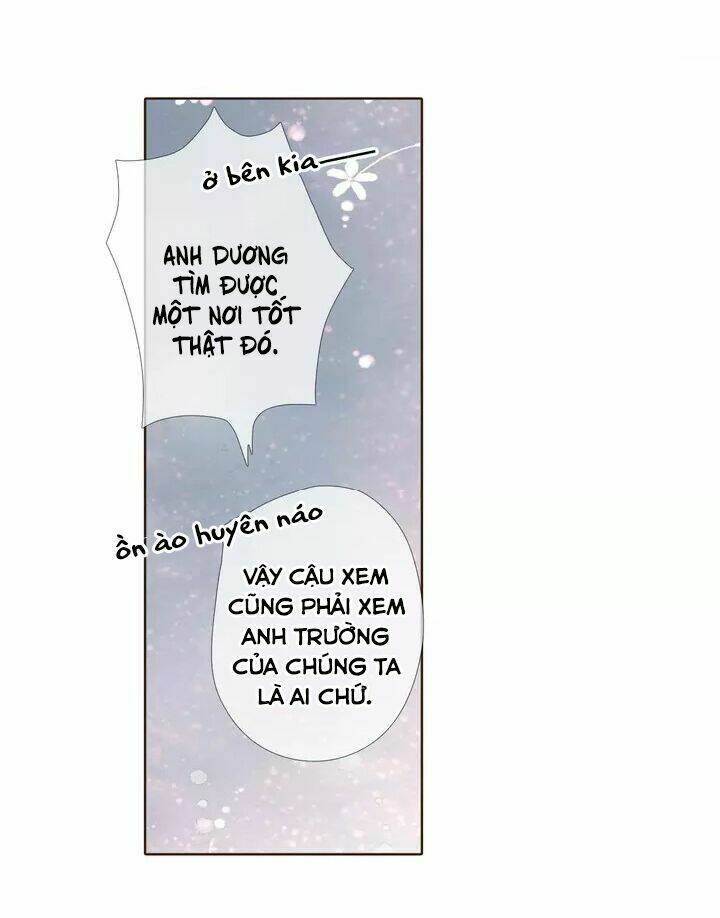 ở bên kia——
ANH DƯƠNG
TÌM ĐƯỢC
MỘT NƠI TỐT
THẬT ĐÓ.
ồn ào huyên náo
VẬY CẬU XEM
CŨNG PHẢI XEM
ANH TRƯỜNG
CỦA CHÚNG TA
LÀ AI CHỨ.